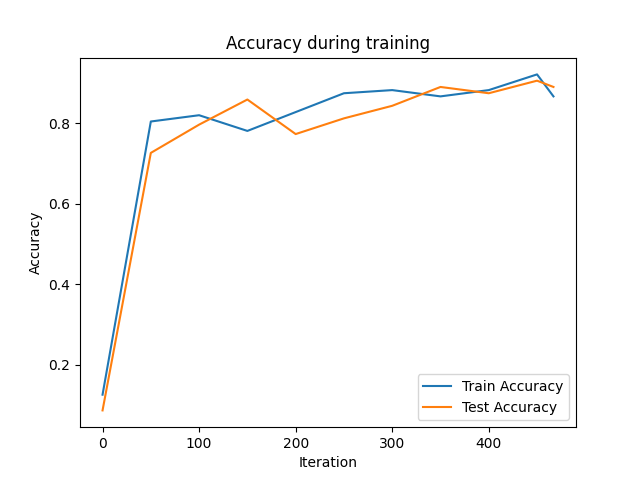 Accuracy during training
Accuracy
0.8
0.6
0.4
0.2
0 100 200 300 400
Iteration
Train Accuracy
Test Accuracy